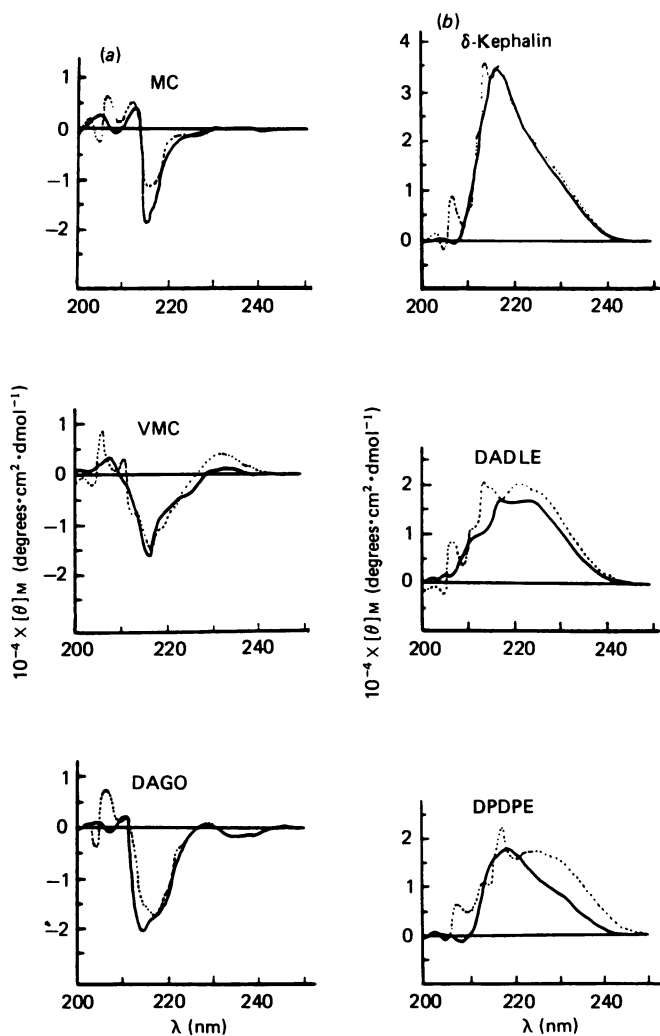 (a)
MC
1
0
−1
−2
200 220 240
VMC
1
0
−1
−2
200 220 240
DAGO
1
0
−1
−2
200 220 240
λ (nm)
10⁻⁴ × [θ]M (degrees·cm²·dmol⁻¹)
(b)
δ-Kephalin
4
3
2
1
0
200 220 240
DADLE
2
1
0
200 220 240
DPDPE
2
1
0
200 220 240
λ (nm)
10⁻⁴ × [θ]M (degrees·cm²·dmol⁻¹)